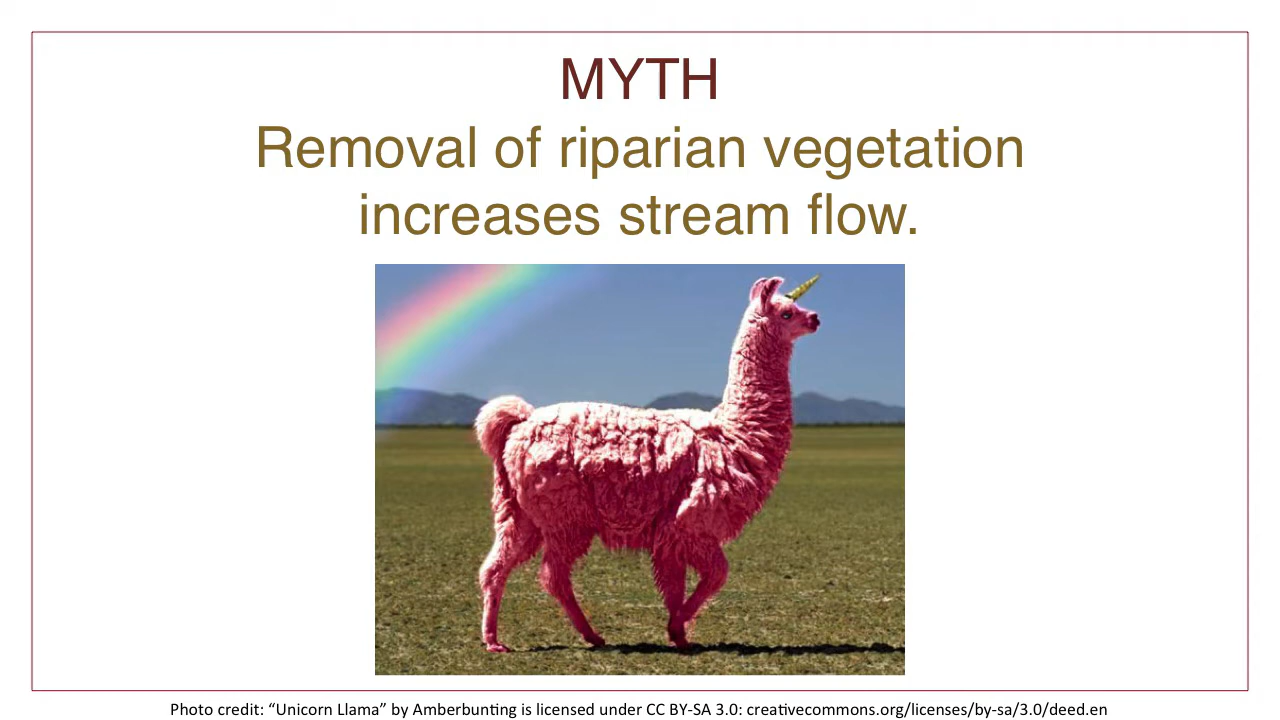 MYTH
Removal of riparian vegetation
increases stream flow.
Photo credit: “Unicorn Llama” by Amberbunting is licensed under CC BY-SA 3.0: creativecommons.org/licenses/by-sa/3.0/deed.en